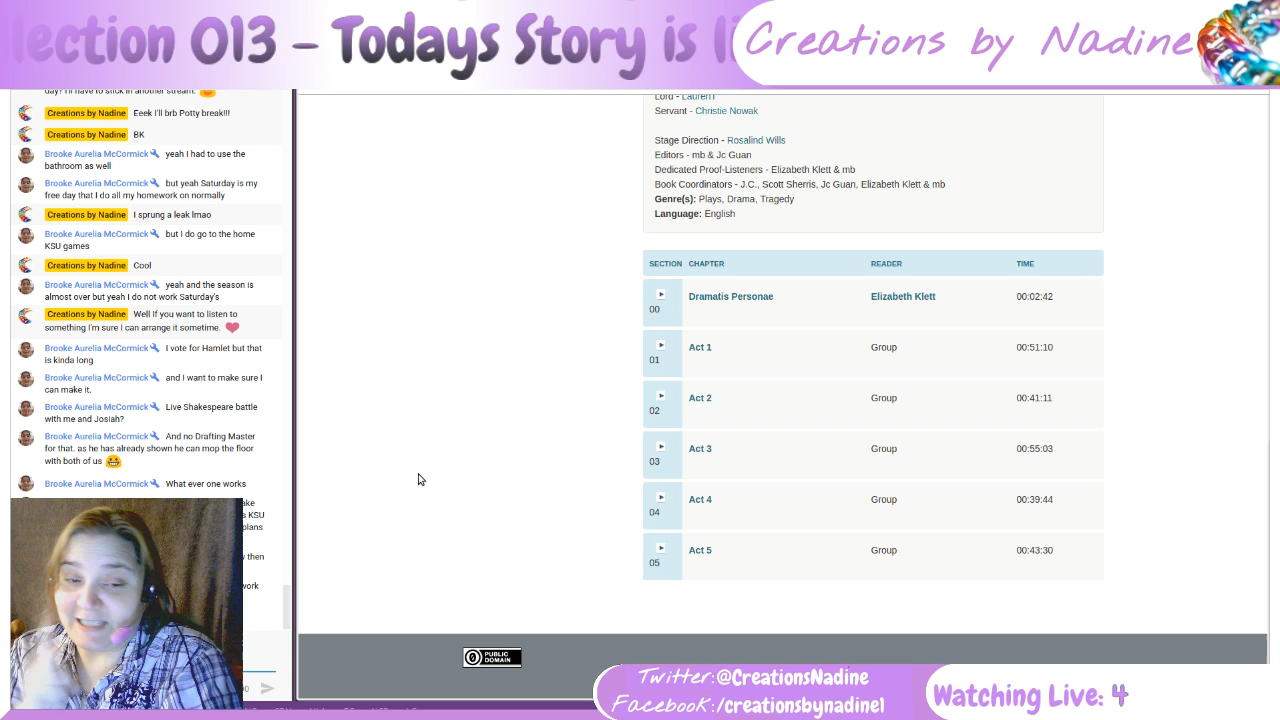 lection 013 - Todays Story is li
Creations by Nadine
day? I'll have to stick in another stream.
Creations by Nadine Eeek I'll brb Potty break!!!
Creations by Nadine BK
Brooke Aurelia McCormick yeah I had to use the
bathroom as well
Brooke Aurelia McCormick but yeah Saturday is my
free day that I do all my homework on normally
Creations by Nadine I sprung a leak lmao
Brooke Aurelia McCormick but I do go to the home
KSU games
Creations by Nadine Cool
Brooke Aurelia McCormick yeah and the season is
almost over but yeah I do not work Saturday's
Creations by Nadine Well If you want to listen to
something I'm sure I can arrange it sometime.
Brooke Aurelia McCormick I vote for Hamlet but that
is kinda long
Brooke Aurelia McCormick and I want to make sure I
can make it.
Brooke Aurelia McCormick Live Shakespeare battle
with me and Josiah?
Brooke Aurelia McCormick And no Drafting Master
for that. as he has already shown he can mop the floor
with both of us
Brooke Aurelia McCormick What ever one works
ake
s KSU
plans
then
work
Lord - LaurenT
Servant - Christie Nowak
Stage Direction - Rosalind Wills
Editors - mb & Jc Guan
Dedicated Proof-Listeners - Elizabeth Klett & mb
Book Coordinators - J.C., Scott Sherris, Jc Guan, Elizabeth Klett & mb
Genre(s): Plays, Drama, Tragedy
Language: English
SECTION CHAPTER READER TIME
00 Dramatis Personae Elizabeth Klett 00:02:42
01 Act 1 Group 00:51:10
02 Act 2 Group 00:41:11
03 Act 3 Group 00:55:03
04 Act 4 Group 00:39:44
05 Act 5 Group 00:43:30
PUBLIC
DOMAIN
Twitter:@CreationsNadine
Facebook:/creationsbynadine1
Watching Live: 4